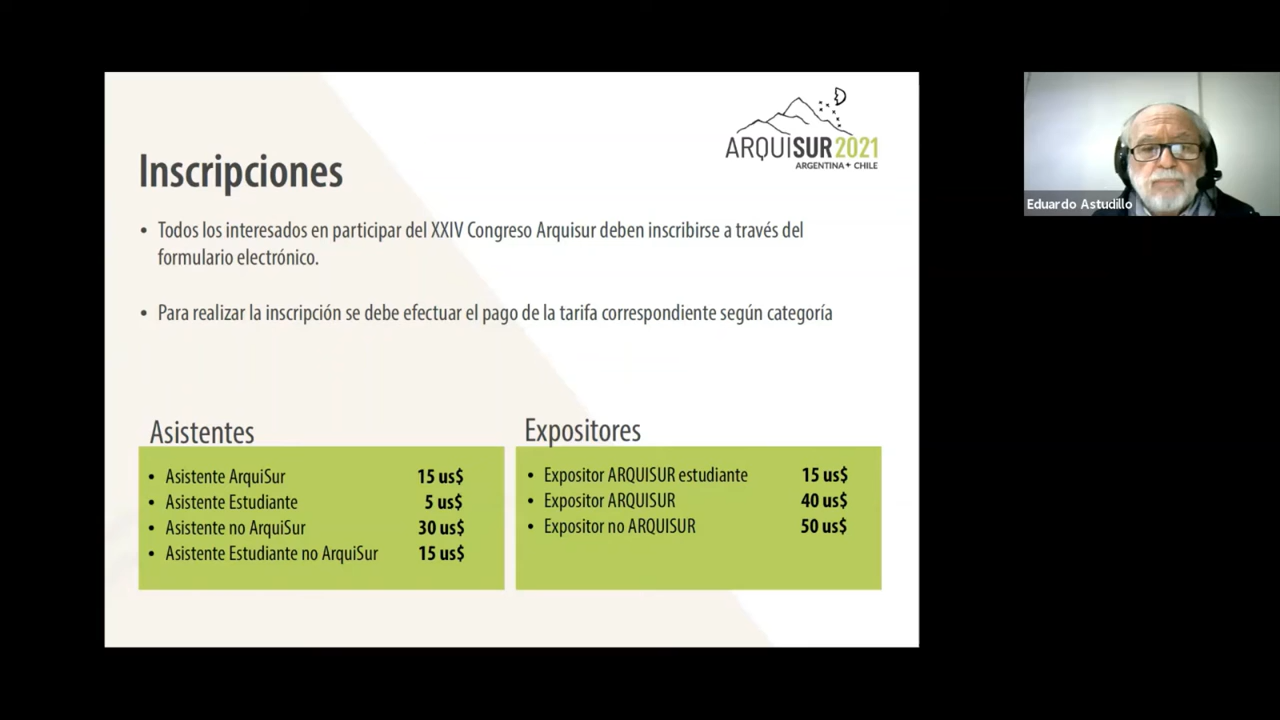 ARQUISUR2021
ARGENTINA + CHILE
Inscripciones
• Todos los interesados en participar del XXIV Congreso Arquisur deben inscribirse a través del
formulario electrónico.
• Para realizar la inscripción se debe efectuar el pago de la tarifa correspondiente según categoría
Asistentes
• Asistente ArquiSur 15 us$
• Asistente Estudiante 5 us$
• Asistente no ArquiSur 30 us$
• Asistente Estudiante no ArquiSur 15 us$
Expositores
• Expositor ARQUISUR estudiante 15 us$
• Expositor ARQUISUR 40 us$
• Expositor no ARQUISUR 50 us$
Eduardo Astudillo